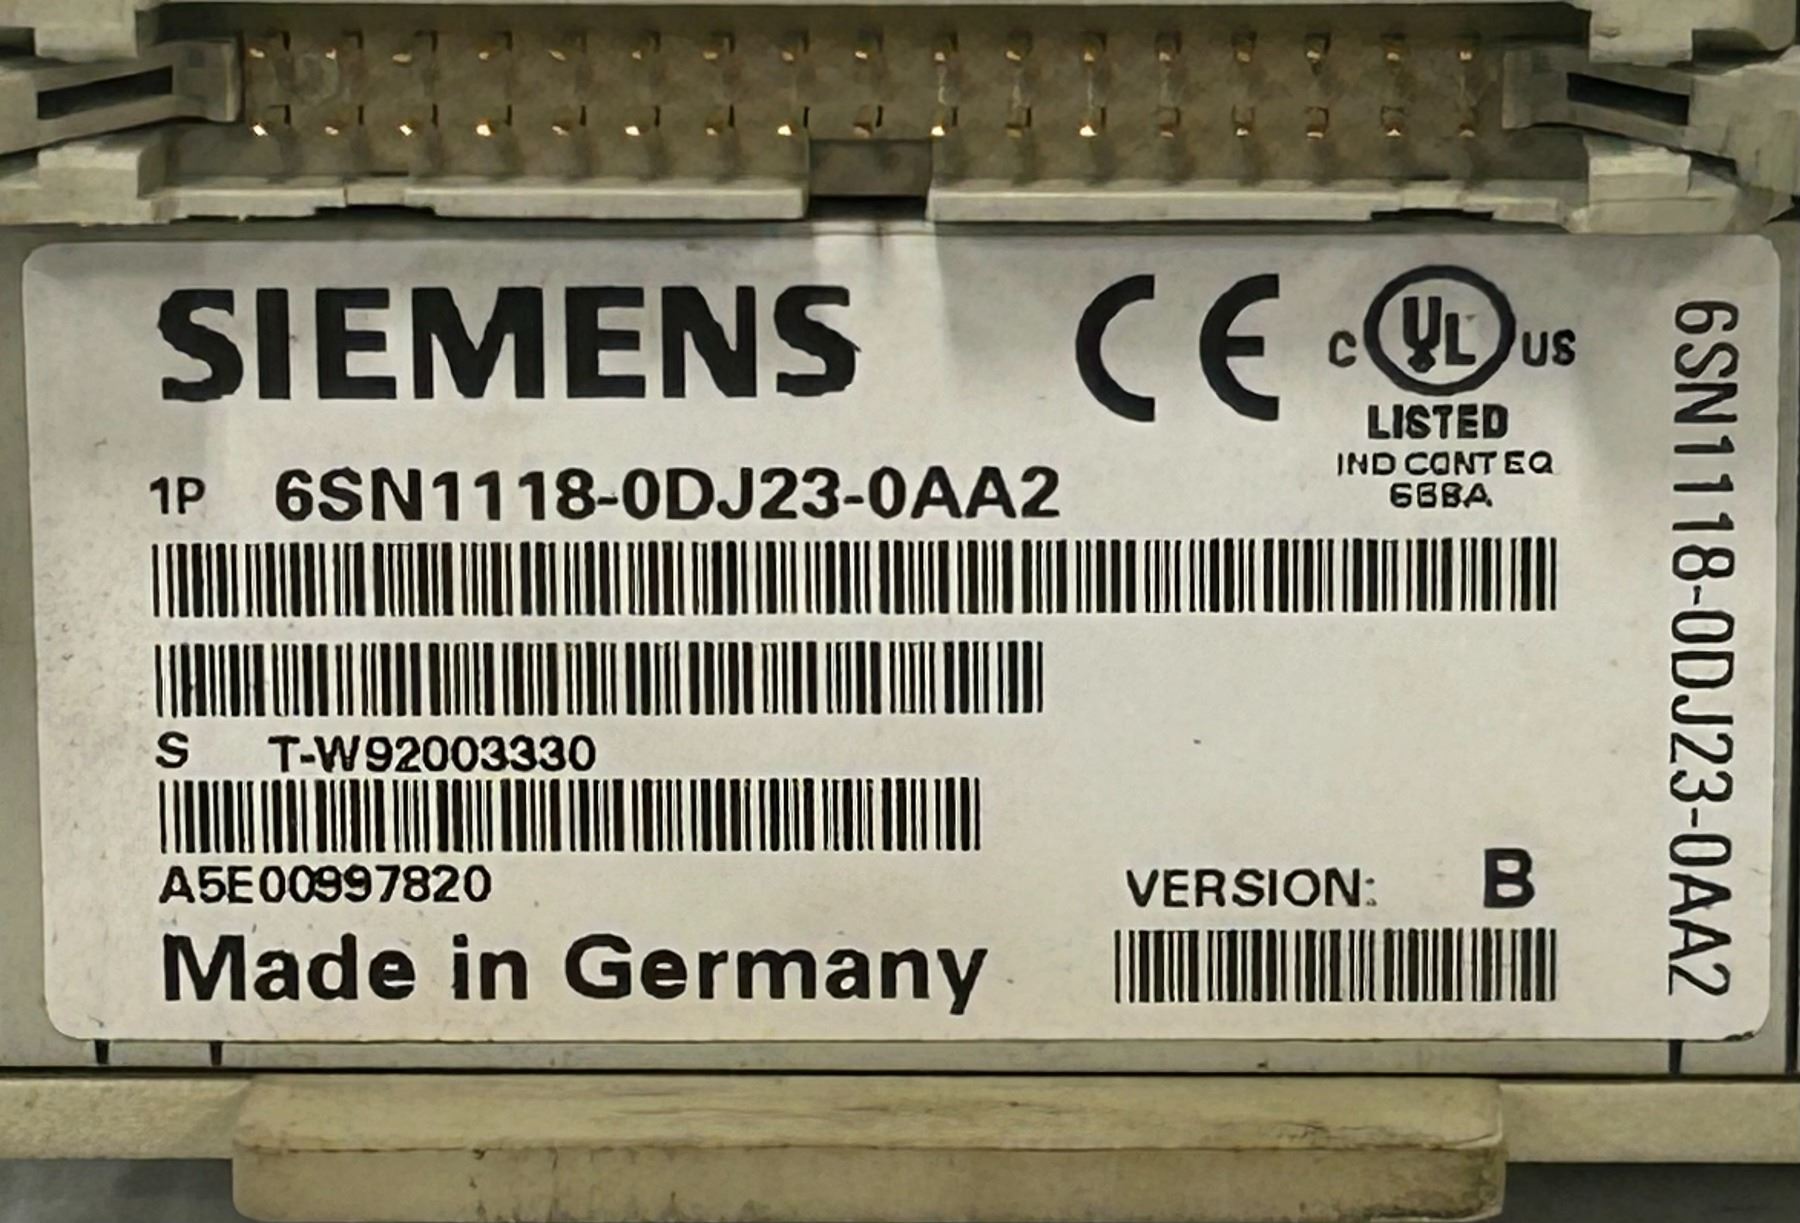 SIEMENS
CE
C UL US
LISTED
IND CONT EQ
1P 6SN1118-0DJ23-0AA2
S T-W92003330
A5E00997820
VERSION: B
Made in Germany
6SN1118-0DJ23-0AA2